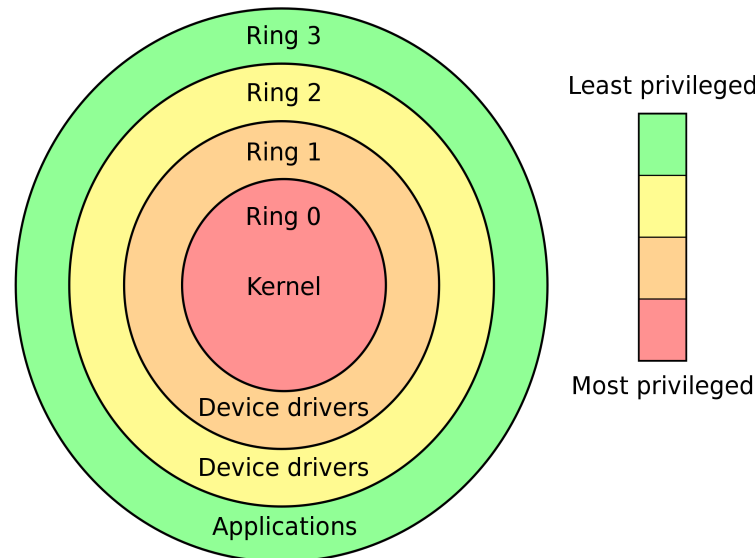 Ring 3
Ring 2
Ring 1
Ring 0
Kernel
Device drivers
Device drivers
Applications
Least privileged
Most privileged